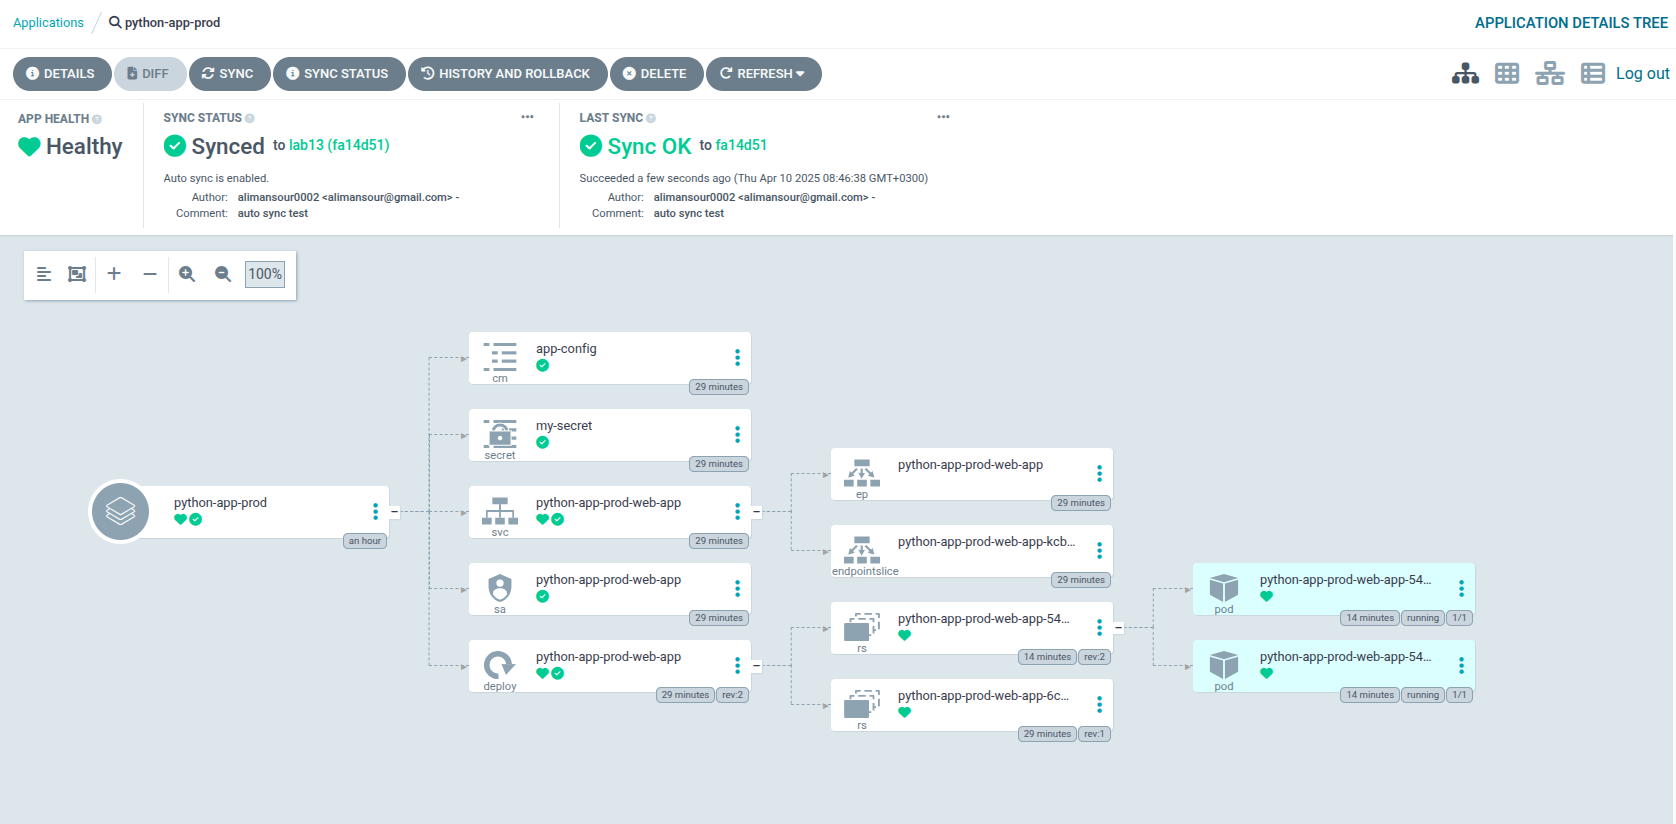 Applications / python-app-prod
APPLICATION DETAILS TREE
DETAILS
DIFF
SYNC
SYNC STATUS
HISTORY AND ROLLBACK
DELETE
REFRESH
Log out
APP HEALTH
Healthy
SYNC STATUS
Synced to lab13 (fa14d51)
Auto sync is enabled.
Author: alimansour0002 <alimansour@gmail.com> -
Comment: auto sync test
LAST SYNC
Sync OK to fa14d51
Succeeded a few seconds ago (Thu Apr 10 2025 08:46:38 GMT+0300)
Author: alimansour0002 <alimansour@gmail.com> -
Comment: auto sync test
100%
python-app-prod
an hour
app-config
cm
29 minutes
my-secret
secret
29 minutes
python-app-prod-web-app
svc
29 minutes
python-app-prod-web-app
sa
29 minutes
python-app-prod-web-app
deploy
29 minutes rev:2
python-app-prod-web-app
ep
29 minutes
python-app-prod-web-app-kcb...
endpointslice
29 minutes
python-app-prod-web-app-54...
rs
14 minutes rev:2
python-app-prod-web-app-6c...
rs
29 minutes rev:1
python-app-prod-web-app-54...
pod
14 minutes running 1/1
python-app-prod-web-app-54...
pod
14 minutes running 1/1